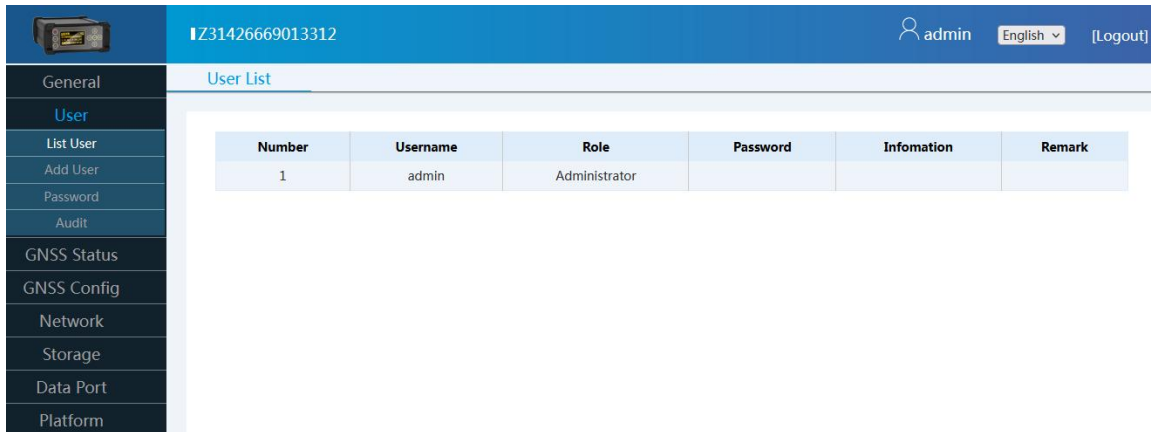 IZ31426669013312 admin English [Logout]
General
User
List User
Add User
Password
Audit
GNSS Status
GNSS Config
Network
Storage
Data Port
Platform
User List
Number Username Role Password Infomation Remark
1 admin Administrator